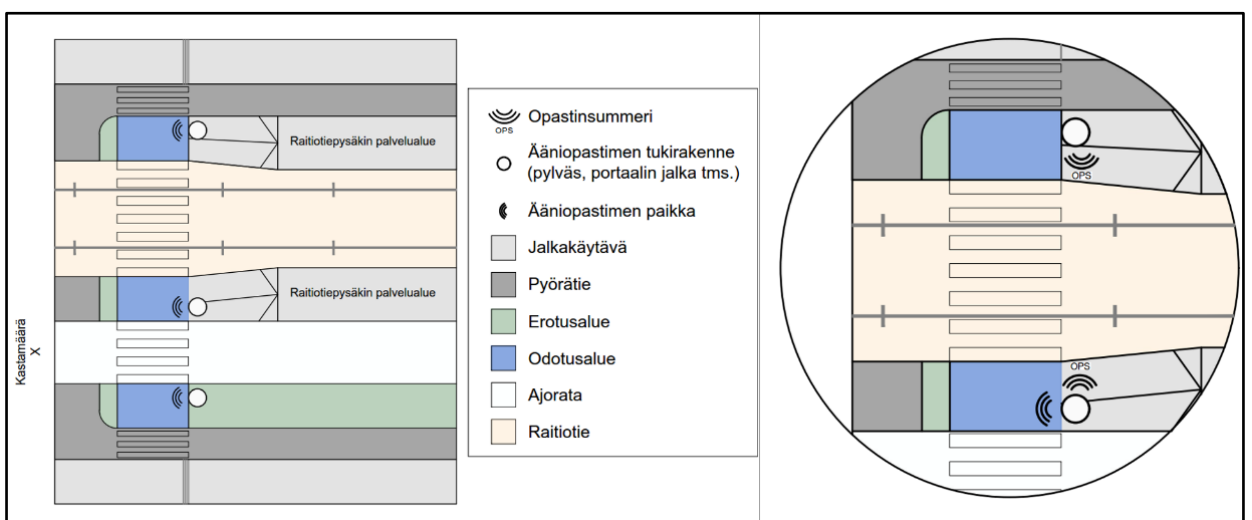 Raitiotiepysäkin palvelualue
Raitiotiepysäkin palvelualue
Kastamäärä
X
OPS
Opastinsummeri
Ääniopastimen tukirakenne
(pylväs, portaalin jalka tms.)
Ääniopastimen paikka
Jalkakäytävä
Pyörätie
Erotusalue
Odotusalue
Ajorata
Raitiotie
OPS
OPS